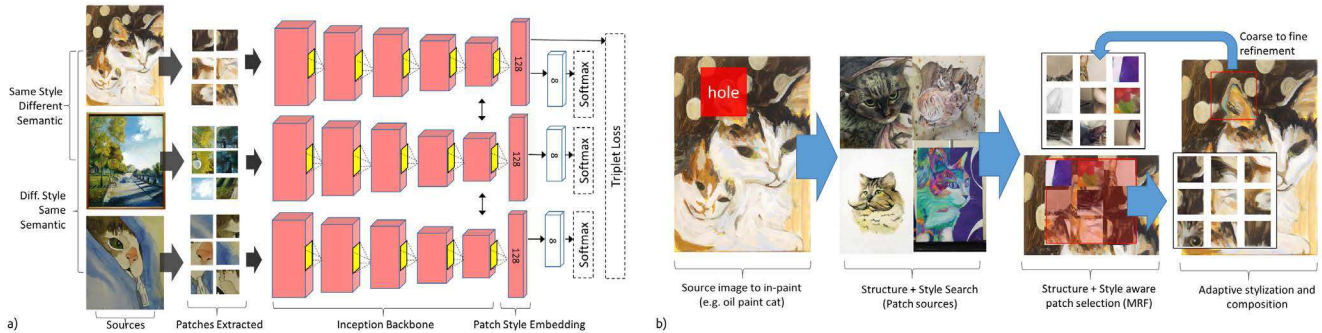 Same Style
Different
Semantic
Diff. Style
Same
Semantic
128
8
Softmax
128
8
Softmax
128
8
Softmax
Triplet Loss
Sources
Patches Extracted
Inception Backbone
Patch Style Embedding
a)
hole
Coarse to fine
refinement
Source image to in-paint
(e.g. oil paint cat)
Structure + Style Search
(Patch sources)
Structure + Style aware
patch selection (MRF)
Adaptive stylization and
composition
b)